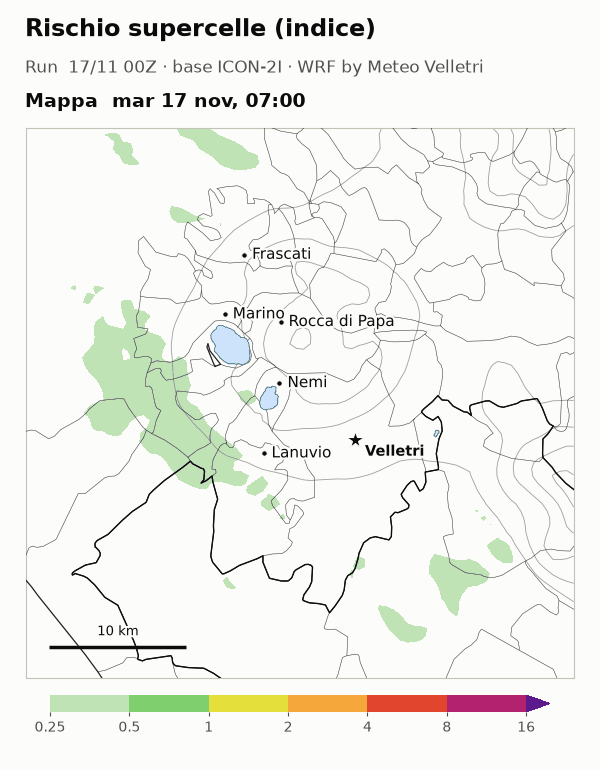 Rischio supercelle (indice)
Run  17/11 00Z · base ICON-2I · WRF by Meteo Velletri
Mappa  mar 17 nov, 07:00
Frascati
Marino
Rocca di Papa
Nemi
Velletri
Lanuvio
10 km
0.25 0.5 1 2 4 8 16